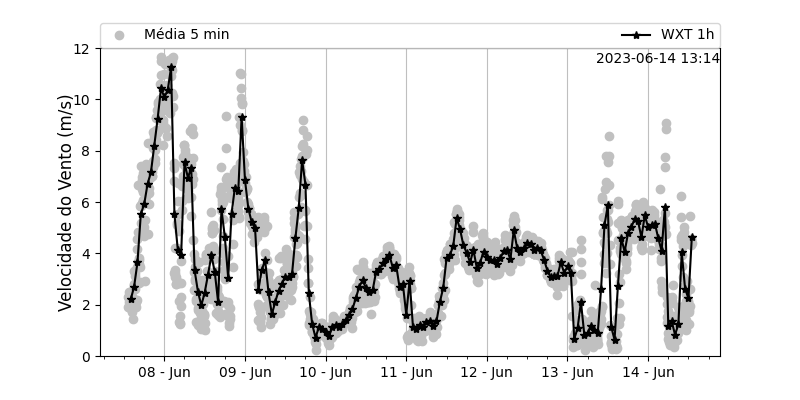 Média 5 min
WXT 1h
2023-06-14 13:14
Velocidade do Vento (m/s)
12
10
8
6
4
2
0
08 - Jun
09 - Jun
10 - Jun
11 - Jun
12 - Jun
13 - Jun
14 - Jun